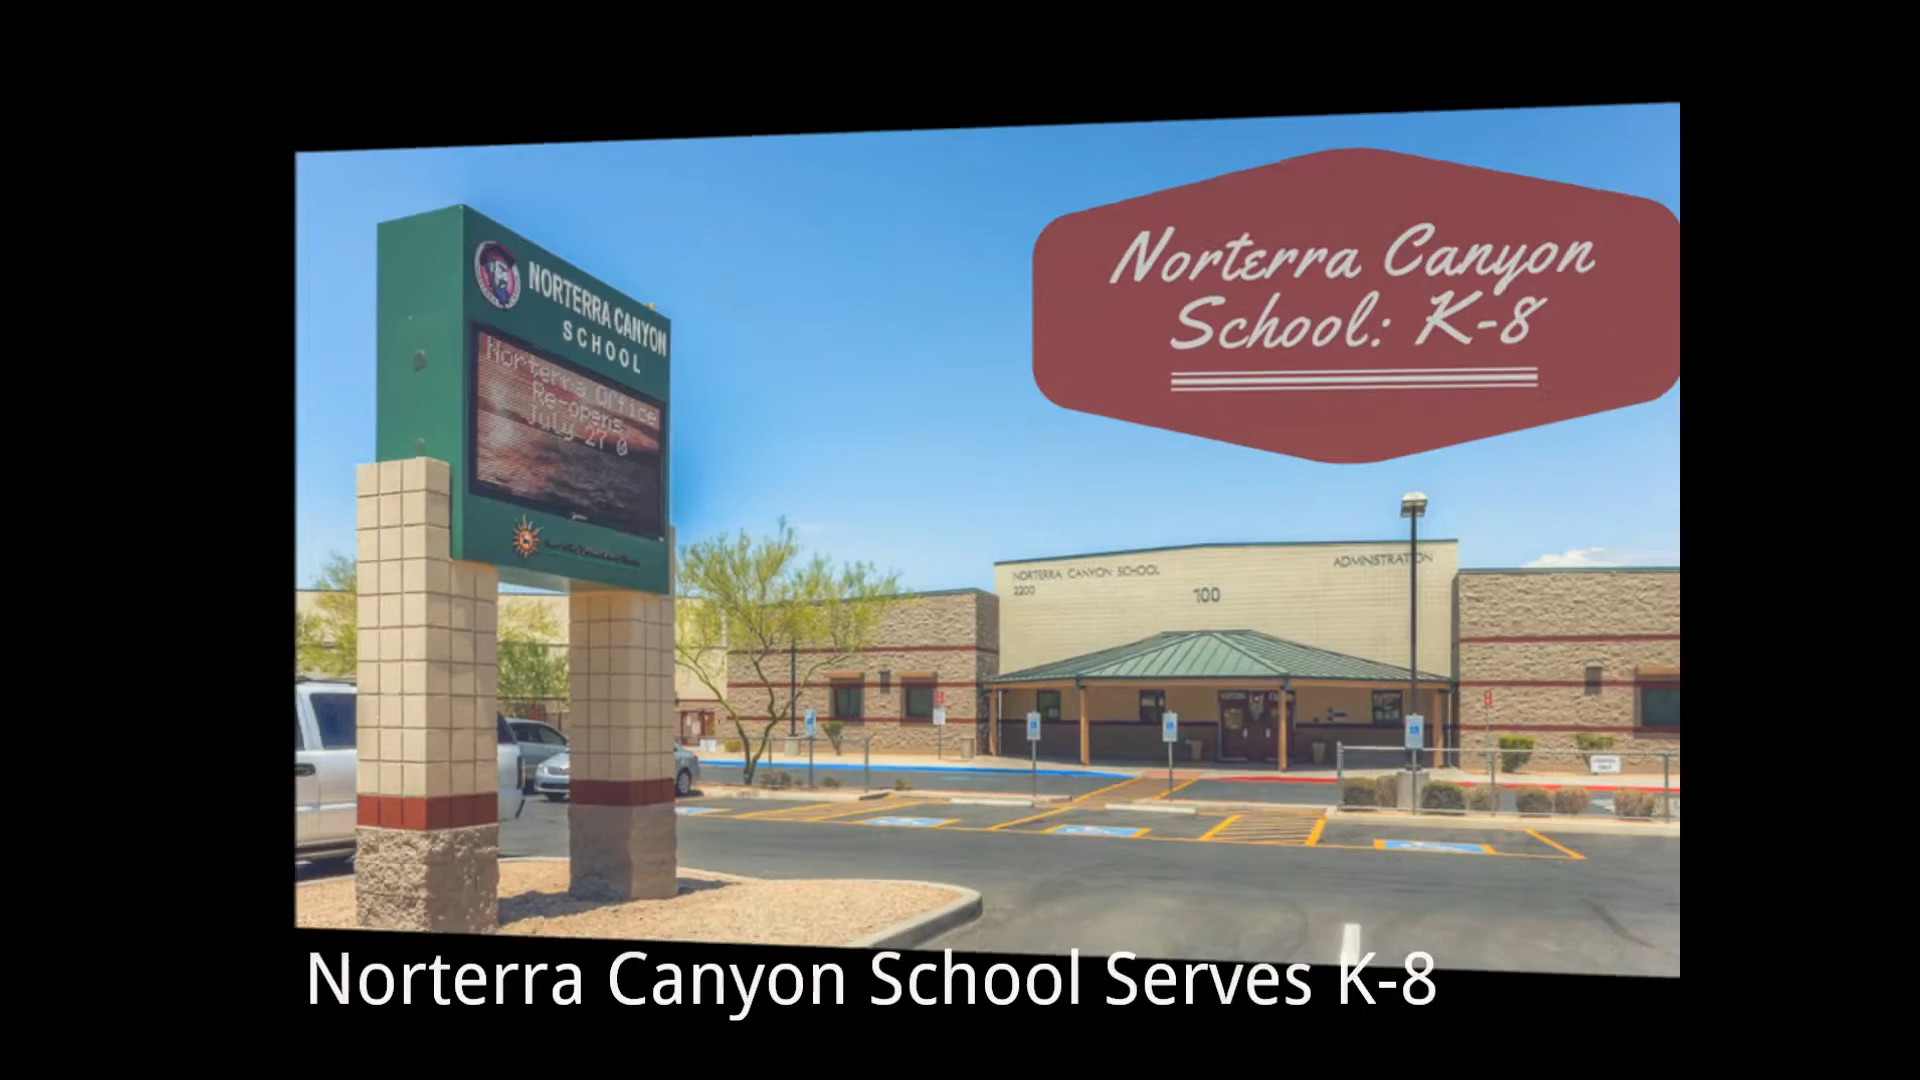 NORTERRA CANYON
SCHOOL
Norterra Office
Re-opens
July 27 @
Norterra Canyon
School: K-8
NORTERRA CANYON SCHOOL
2200
100
ADMINISTRATION
Norterra Canyon School Serves K-8